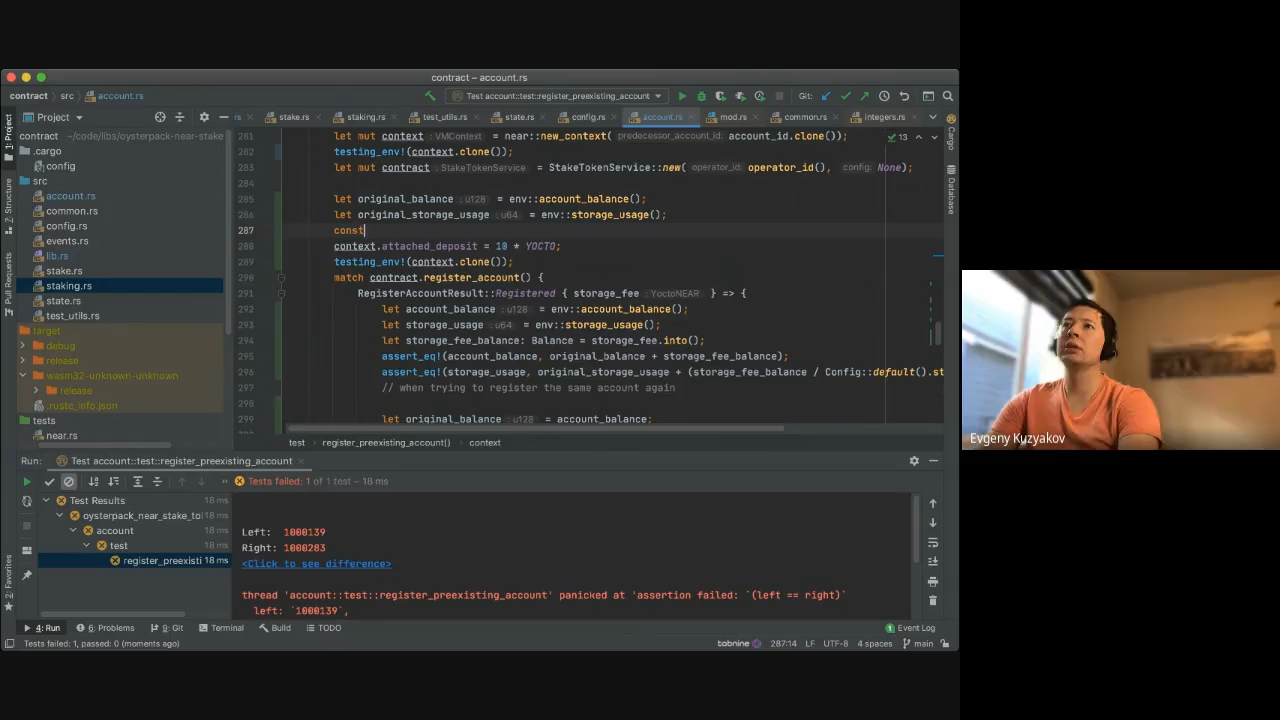 contract – account.rs
contract › src › account.rs
Test account::test::register_preexisting_account
Git:
Project
stake.rs
staking.rs
test_utils.rs
state.rs
config.rs
account.rs
common.rs
mod.rs
integers.rs
contract ~/code/libs/oysterpack-near-stake
.cargo
config
src
account.rs
common.rs
config.rs
events.rs
lib.rs
stake.rs
staking.rs
state.rs
test_utils.rs
target
debug
release
wasm32-unknown-unknown
release
.rustc_info.json
tests
near.rs
1: Project
2: Structure
Pull Requests
2: Favorites
Cargo
Database
13
281 let mut context : VMContext = near::new_context( predecessor_account_id: account_id.clone());
282 testing_env!(context.clone());
283 let mut contract : StakeTokenService = StakeTokenService::new( operator_id: operator_id(), config: None);
284
285 let original_balance : u128 = env::account_balance();
286 let original_storage_usage : u64 = env::storage_usage();
287 const
288 context.attached_deposit = 10 * YOCTO;
289 testing_env!(context.clone());
290 match contract.register_account() {
291 RegisterAccountResult::Registered { storage_fee : YoctoNEAR } => {
292 let account_balance : u128 = env::account_balance();
293 let storage_usage : u64 = env::storage_usage();
294 let storage_fee_balance: Balance = storage_fee.into();
295 assert_eq!(account_balance, original_balance + storage_fee_balance);
296 assert_eq!(storage_usage, original_storage_usage + (storage_fee_balance / Config::default().st
297 // when trying to register the same account again
298
299 let original_balance : u128 = account_balance;
test › register_preexisting_account() › context
Run: Test account::test::register_preexisting_account
Tests failed: 1 of 1 test – 18 ms
Test Results 18 ms
oysterpack_near_stake_to 18 ms
account 18 ms
test 18 ms
register_preexisti 18 ms
Left: 1000139
Right: 1000283
<Click to see difference>
thread 'account::test::register_preexisting_account' panicked at 'assertion failed: `(left == right)`
left: `1000139`,
4: Run
6: Problems
9: Git
Terminal
Build
TODO
1 Event Log
Tests failed: 1, passed: 0 (moments ago)
tabnine
287:14
LF
UTF-8
4 spaces
main
Evgeny Kuzyakov